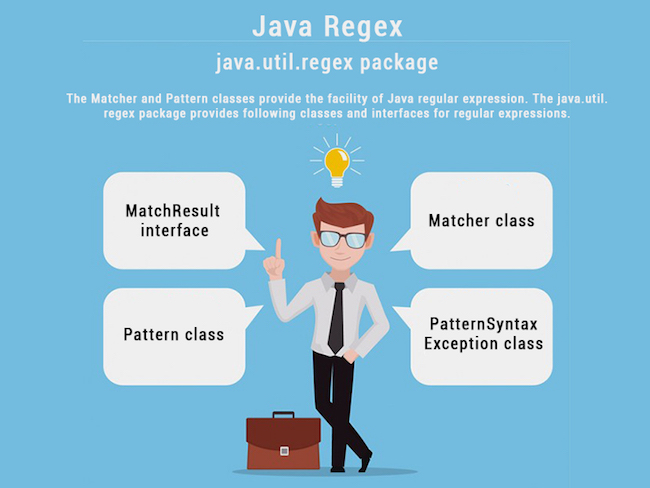 Java Regex
java.util.regex package
The Matcher and Pattern classes provide the facility of Java regular expression. The java.util.
regex package provides following classes and interfaces for regular expressions.
MatchResult
interface
Matcher class
Pattern class
PatternSyntax
Exception class